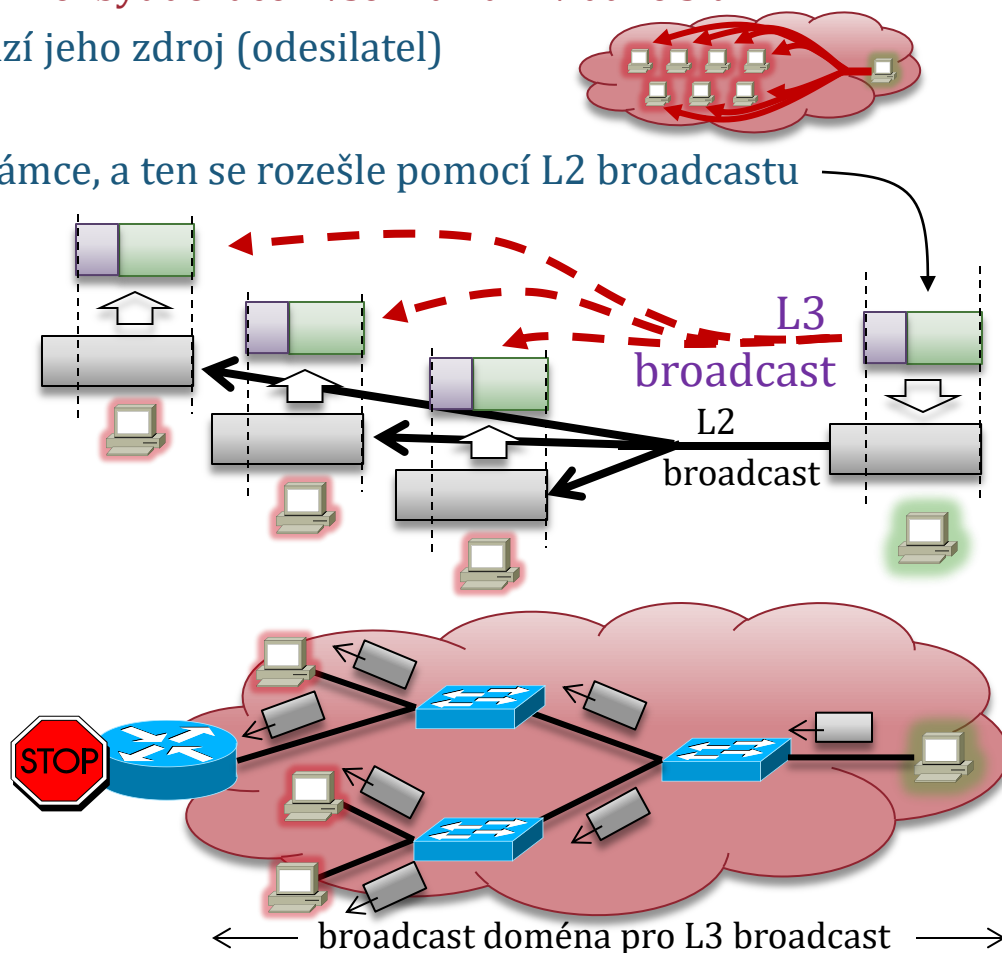 zí jeho zdroj (odesilatel)
ámce, a ten se rozešle pomocí L2 broadcastu
L3
broadcast
L2
broadcast
STOP
broadcast doména pro L3 broadcast